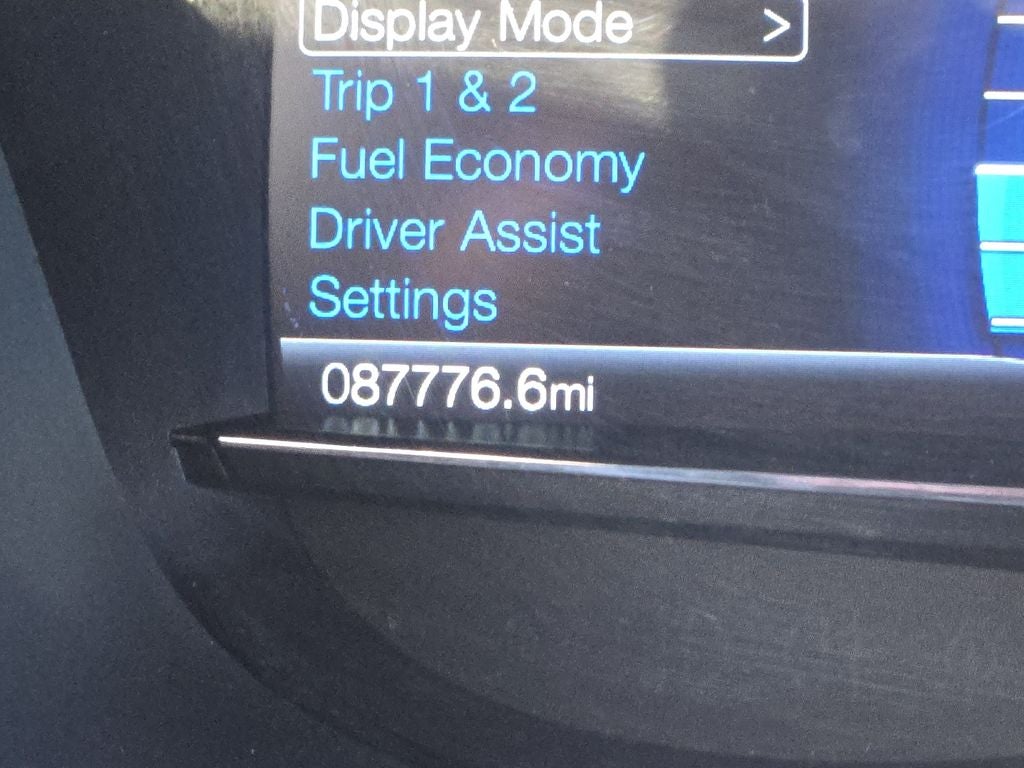 Display Mode >
Trip 1 & 2
Fuel Economy
Driver Assist
Settings
087776.6mi